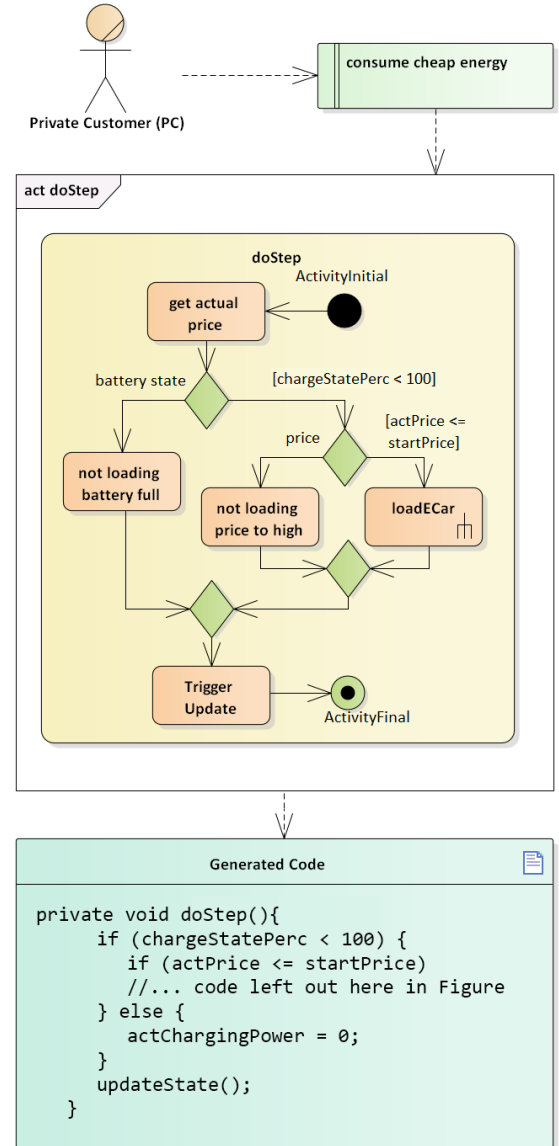 consume cheap energy
Private Customer (PC)
act doStep
doStep
ActivityInitial
get actual
price
battery state
[chargeStatePerc < 100]
[actPrice <=
startPrice]
price
not loading
battery full
not loading
price to high
loadECar
Trigger
Update
ActivityFinal
Generated Code
private void doStep(){
if (chargeStatePerc < 100) {
if (actPrice <= startPrice)
//... code left out here in Figure
} else {
actChargingPower = 0;
}
updateState();
}